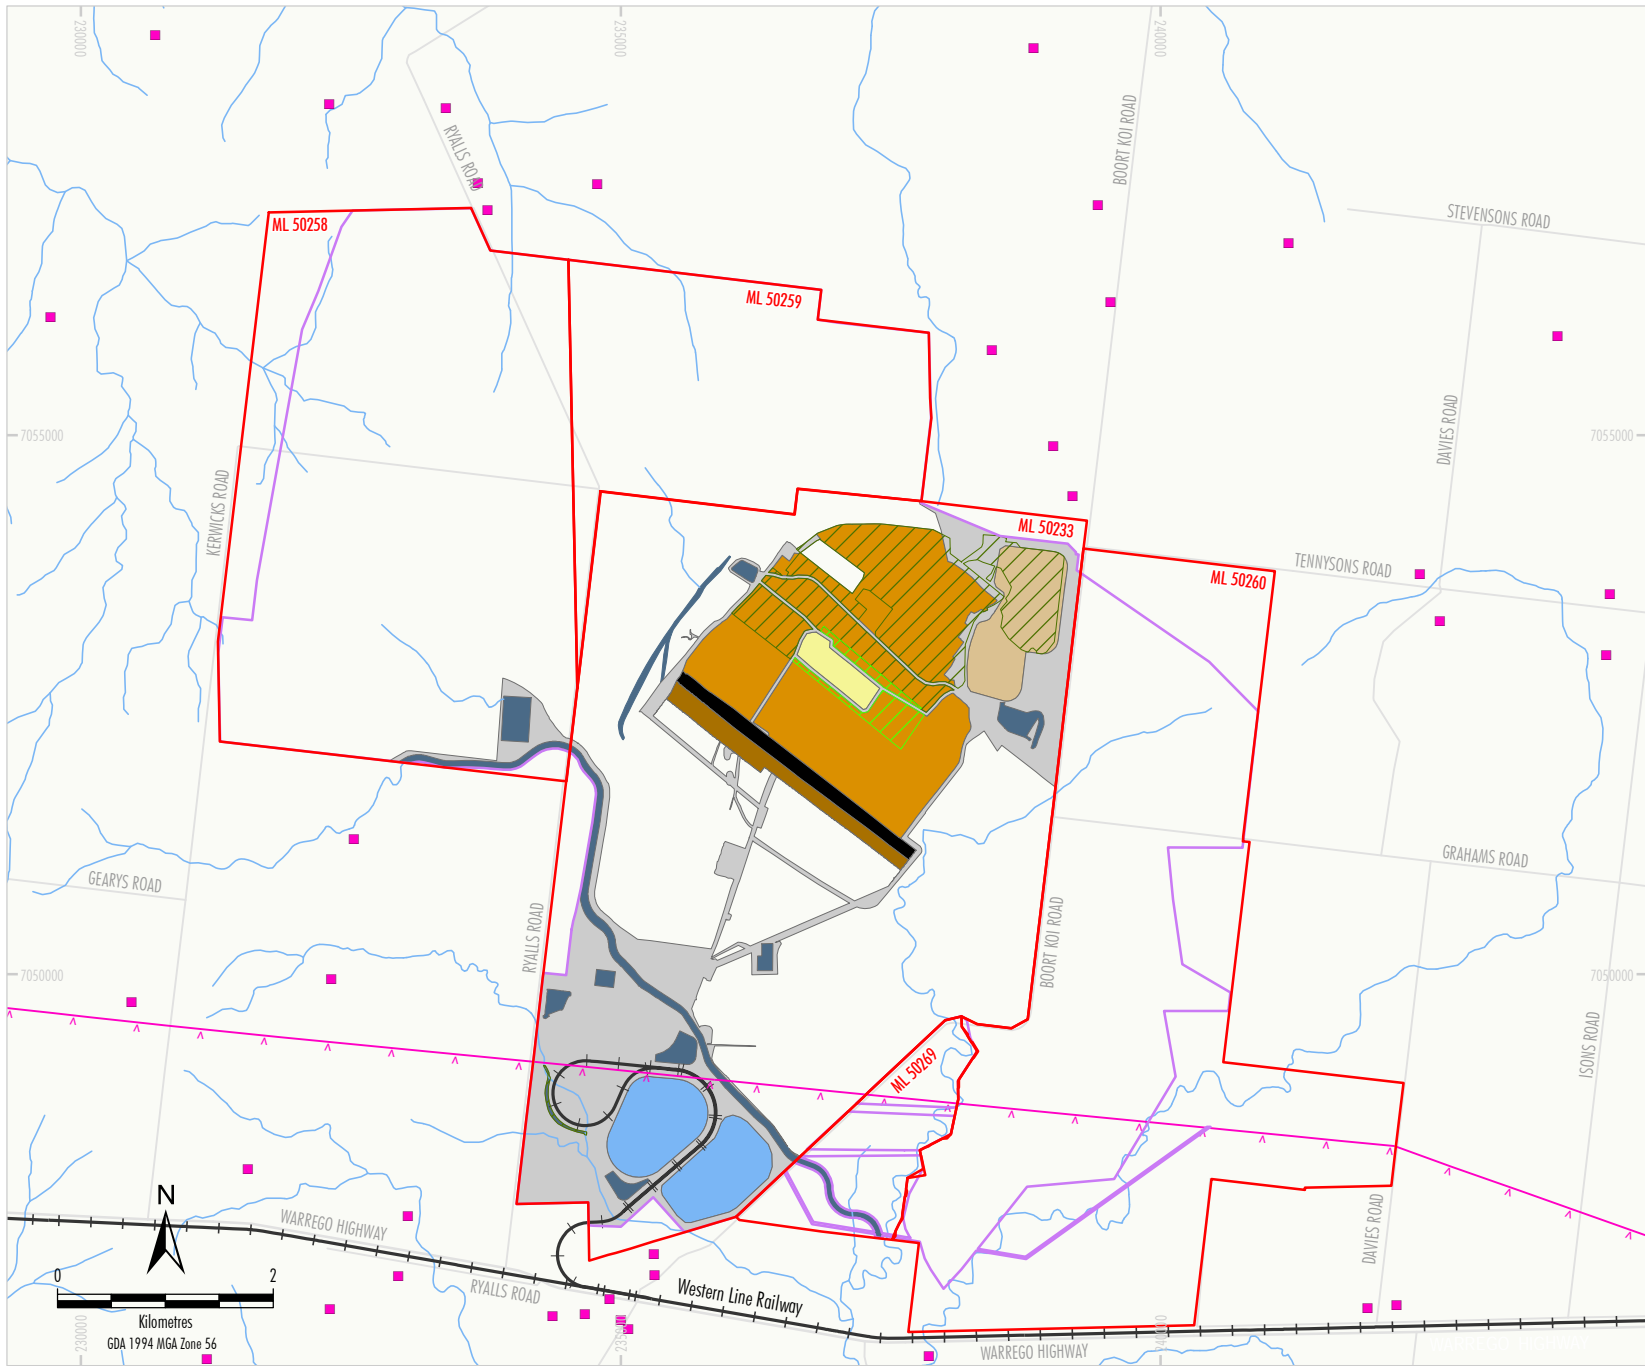 230000
235000
240000
BOORT KOI ROAD
RYALLS ROAD
STEVENSONS ROAD
ML 50258
ML 50259
DAVIES ROAD
7055000
7055000
KERWICKS ROAD
ML 50233
TENNYSONS ROAD
ML 50260
GRAHAMS ROAD
GEARYS ROAD
RYALLS ROAD
BOORT KOI ROAD
7050000
7050000
ISONS ROAD
ML 50269
N
WARREGO HIGHWAY
DAVIES ROAD
0 2
Kilometres
GDA 1994 MGA Zone 56
RYALLS ROAD
Western Line Railway
WARREGO HIGHWAY
230000
235000
240000